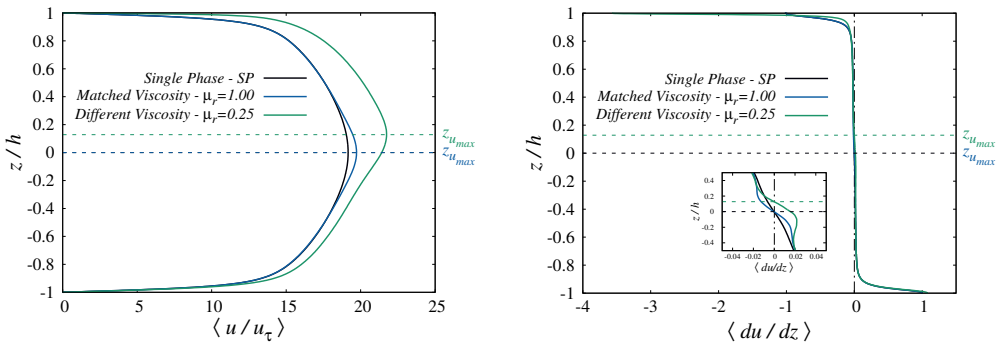 z/h
1
0.8
0.6
0.4
0.2
0
-0.2
-0.4
-0.6
-0.8
-1
Single Phase - SP
Matched Viscosity - μr=1.00
Different Viscosity - μr=0.25
z_umax
z_umax
0 5 10 15 20 25
⟨ u / uτ ⟩
z/h
1
0.8
0.6
0.4
0.2
0
-0.2
-0.4
-0.6
-0.8
-1
Single Phase - SP
Matched Viscosity - μr=1.00
Different Viscosity - μr=0.25
z_umax
z_umax
z/h
0.4
0.2
0
-0.2
-0.4
-0.04 -0.02 0 0.02 0.04
⟨ du/dz ⟩
-4 -3 -2 -1 0 1
⟨ du / dz ⟩